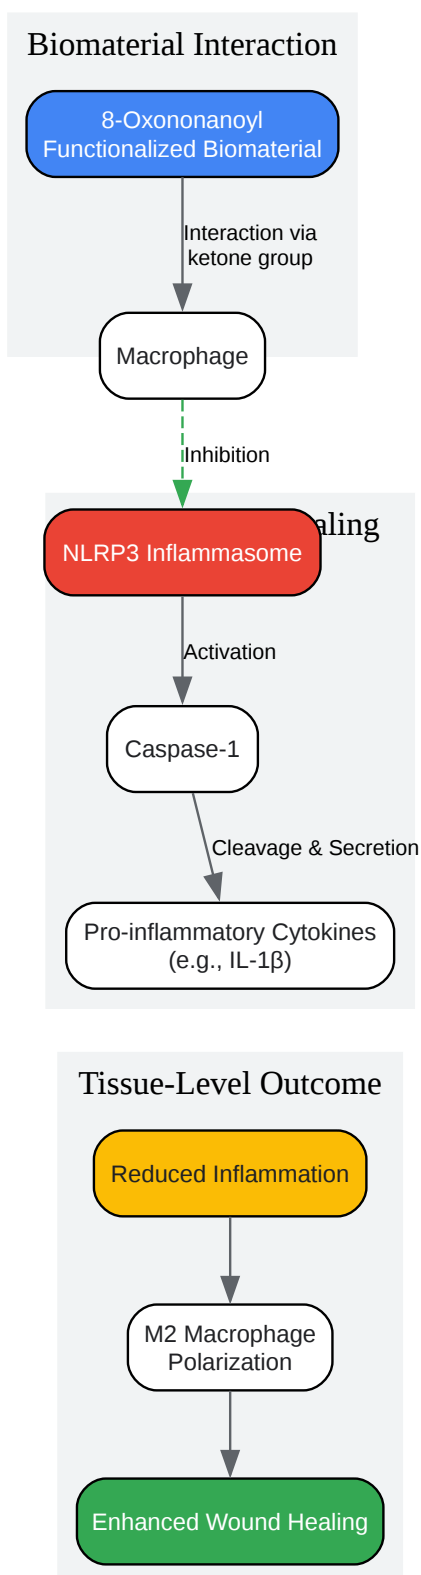 Biomaterial Interaction
8-Oxononanoyl
Functionalized Biomaterial
Interaction via
ketone group
Macrophage
Inhibition
NLRP3 Inflammasome
Activation
Caspase-1
Cleavage & Secretion
Pro-inflammatory Cytokines
(e.g., IL-1β)
Tissue-Level Outcome
Reduced Inflammation
M2 Macrophage
Polarization
Enhanced Wound Healing